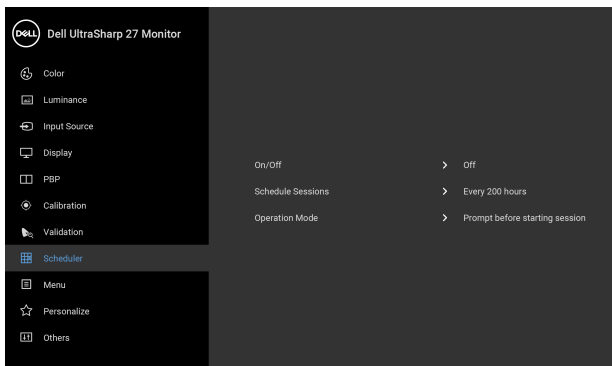 DELL Dell UltraSharp 27 Monitor
Color
Luminance
Input Source
Display
PBP
Calibration
Validation
Scheduler
Menu
Personalize
Others
On/Off Off
Schedule Sessions Every 200 hours
Operation Mode Prompt before starting session